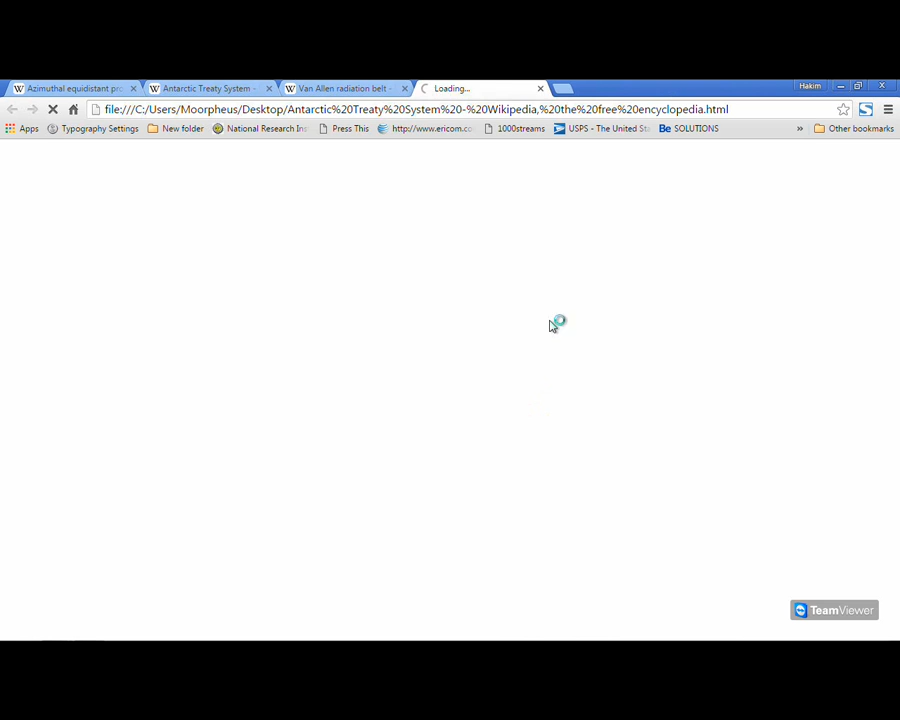 Azimuthal equidistant pro
Antarctic Treaty System -
Van Allen radiation belt -
Loading...
Hakim
file:///C:/Users/Moorpheus/Desktop/Antarctic%20Treaty%20System%20-%20Wikipedia,%20the%20free%20encyclopedia.html
Apps
Typography Settings
New folder
National Research Ins
Press This
http://www.ericom.co
1000streams
USPS - The United Sta
Be SOLUTIONS
»
Other bookmarks
TeamViewer